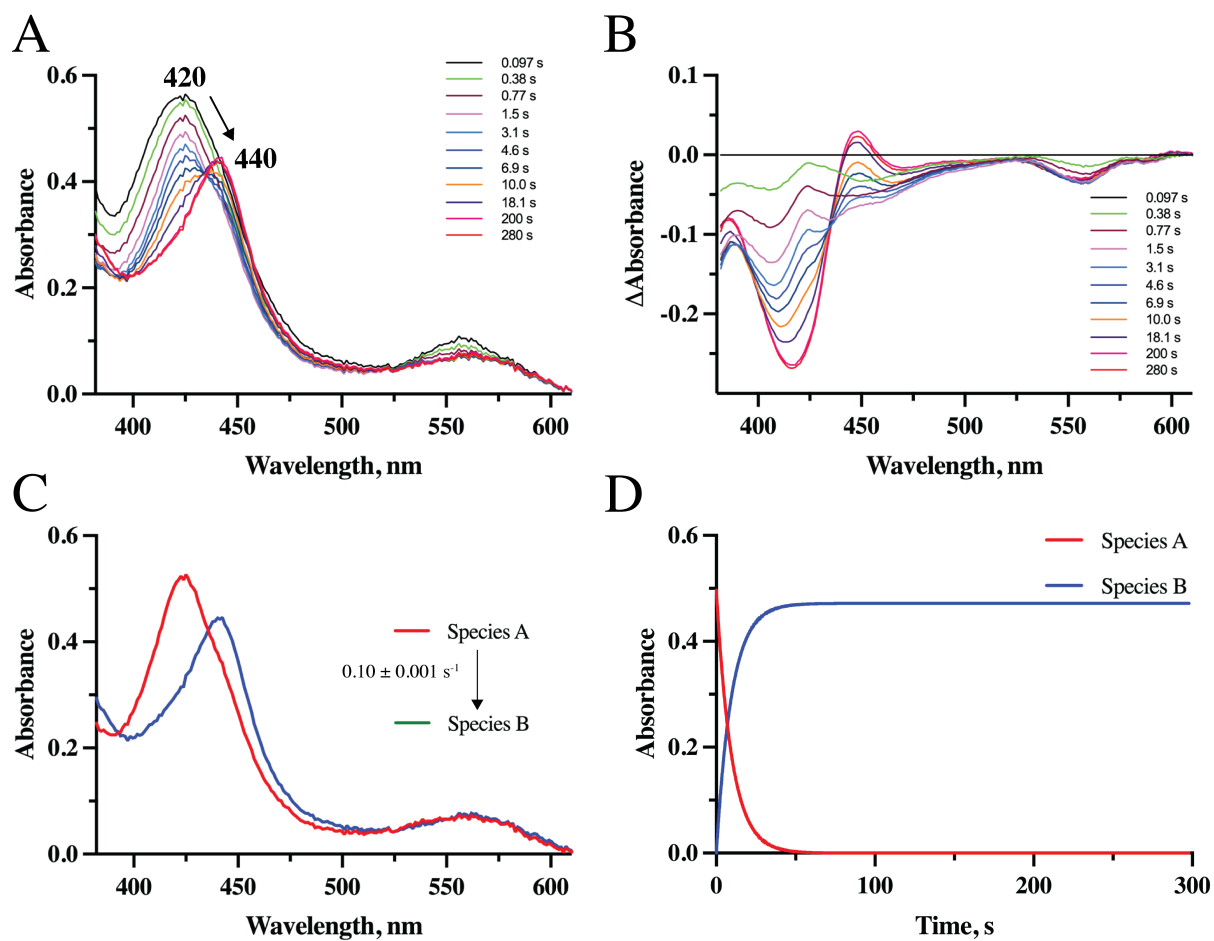 A
420
440
0.097 s
0.38 s
0.77 s
1.5 s
3.1 s
4.6 s
6.9 s
10.0 s
18.1 s
200 s
280 s
0.6
0.4
0.2
0.0
Absorbance
400
450
500
550
600
Wavelength, nm
B
0.1
0.0
-0.1
-0.2
ΔAbsorbance
0.097 s
0.38 s
0.77 s
1.5 s
3.1 s
4.6 s
6.9 s
10.0 s
18.1 s
200 s
280 s
400
450
500
550
600
Wavelength, nm
C
0.6
0.4
0.2
0.0
Absorbance
Species A
0.10 ± 0.001 s⁻¹
Species B
400
450
500
550
600
Wavelength, nm
D
0.6
0.4
0.2
0.0
Absorbance
Species A
Species B
0
100
200
300
Time, s